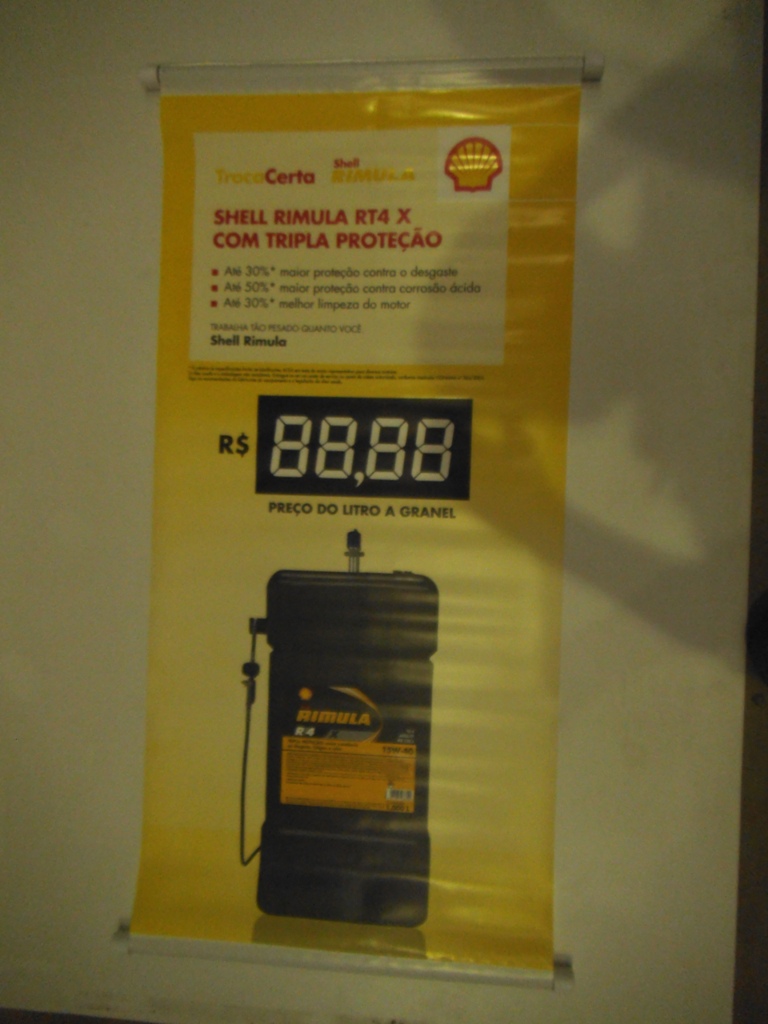 TrocaCerta
Shell
RIMULA
SHELL RIMULA RT4 X
COM TRIPLA PROTEÇÃO
Até 30%* maior proteção contra o desgaste
Até 50%* maior proteção contra corrosão ácida
Até 30%* melhor limpeza do motor
TRABALHA TÃO PESADO QUANTO VOCÊ
Shell Rimula
R$ 88,88
PREÇO DO LITRO A GRANEL
RIMULA
R4 X
15W-40